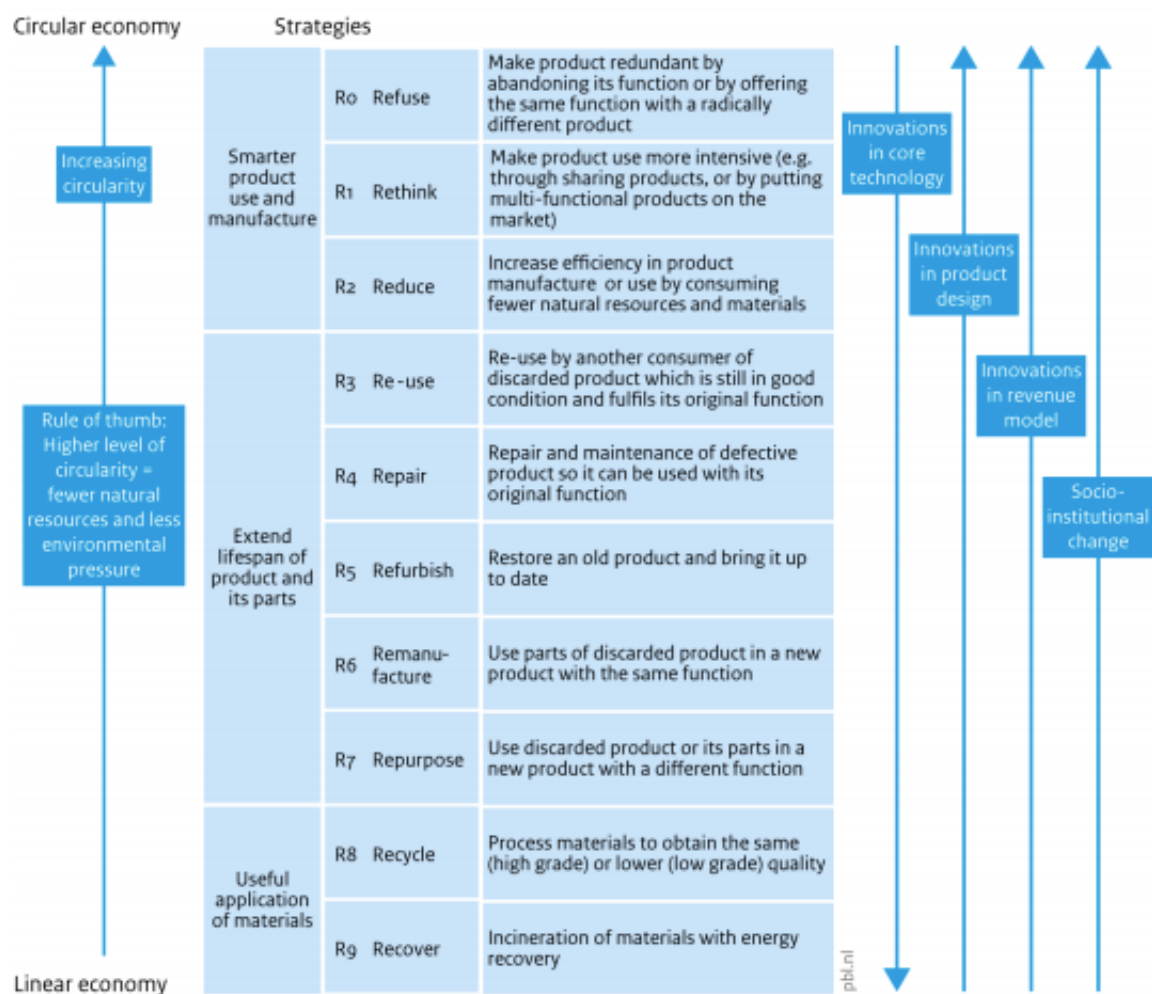 Circular economy
Strategies
Increasing
circularity
Rule of thumb:
Higher level of
circularity =
fewer natural
resources and less
environmental
pressure
Linear economy
Smarter
product
use and
manufacture
R0 Refuse
Make product redundant by
abandoning its function or by offering
the same function with a radically
different product
R1 Rethink
Make product use more intensive (e.g.
through sharing products, or by putting
multi-functional products on the
market)
R2 Reduce
Increase efficiency in product
manufacture or use by consuming
fewer natural resources and materials
Extend
lifespan of
product and
its parts
R3 Re-use
Re-use by another consumer of
discarded product which is still in good
condition and fulfils its original function
R4 Repair
Repair and maintenance of defective
product so it can be used with its
original function
R5 Refurbish
Restore an old product and bring it up
to date
R6 Remanu-
facture
Use parts of discarded product in a new
product with the same function
R7 Repurpose
Use discarded product or its parts in a
new product with a different function
Useful
application
of materials
R8 Recycle
Process materials to obtain the same
(high grade) or lower (low grade) quality
R9 Recover
Incineration of materials with energy
recovery
pbl.nl
Innovations
in core
technology
Innovations
in product
design
Innovations
in revenue
model
Socio-
institutional
change